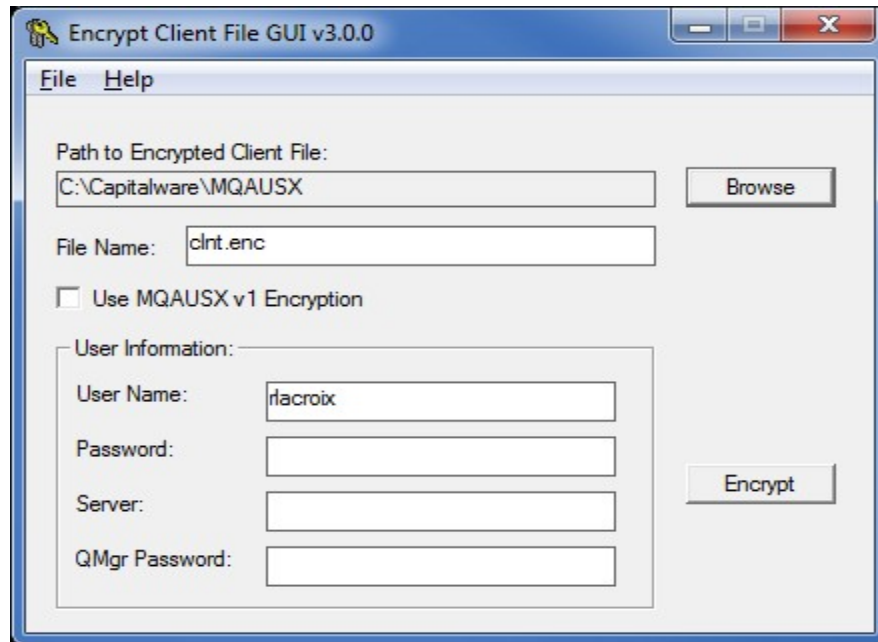 Encrypt Client File GUI v3.0.0
File Help
Path to Encrypted Client File:
C:\Capitalware\MQAUSX
Browse
File Name: clnt.enc
Use MQAUSX v1 Encryption
User Information:
User Name: rlacroix
Password:
Server:
QMgr Password:
Encrypt